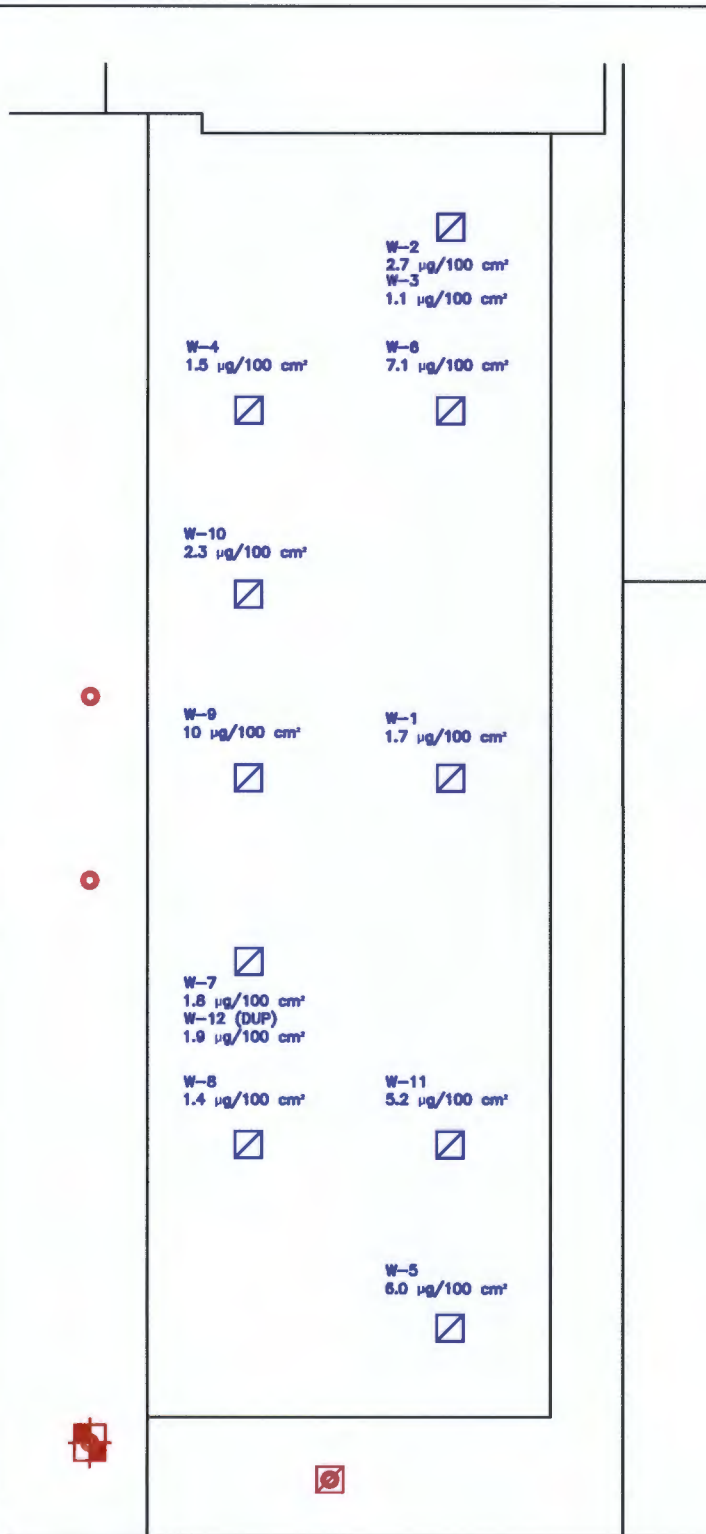 W-2
2.7 µg/100 cm²
W-3
1.1 µg/100 cm²
W-4
1.5 µg/100 cm²
W-6
7.1 µg/100 cm²
W-10
2.3 µg/100 cm²
W-9
10 µg/100 cm²
W-1
1.7 µg/100 cm²
W-7
1.8 µg/100 cm²
W-12 (DUP)
1.9 µg/100 cm²
W-8
1.4 µg/100 cm²
W-11
5.2 µg/100 cm²
W-5
6.0 µg/100 cm²